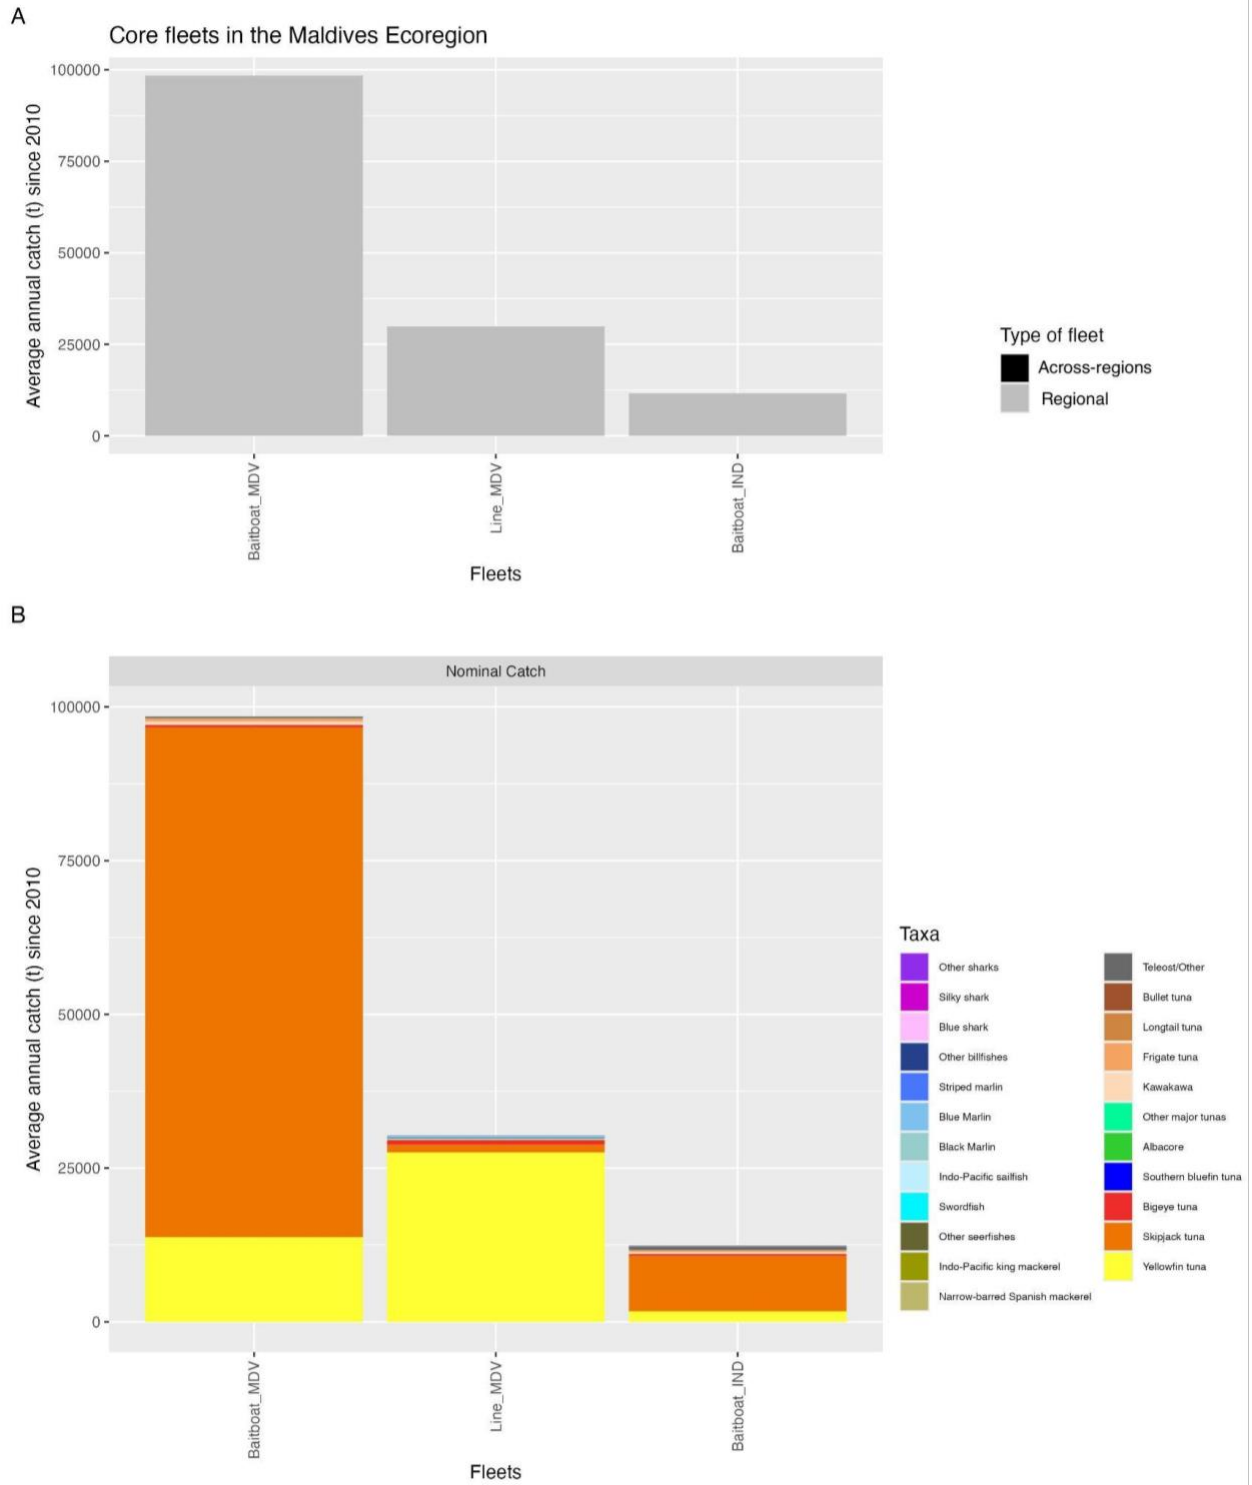 A
Core fleets in the Maldives Ecoregion
Average annual catch (t) since 2010
100000
75000
50000
25000
0
Baitboat_MDV
Line_MDV
Baitboat_IND
Fleets
Type of fleet
Across-regions
Regional
B
Nominal Catch
Average annual catch (t) since 2010
100000
75000
50000
25000
0
Baitboat_MDV
Line_MDV
Baitboat_IND
Fleets
Taxa
Other sharks
Silky shark
Blue shark
Other billfishes
Striped marlin
Blue Marlin
Black Marlin
Indo-Pacific sailfish
Swordfish
Other seerfishes
Indo-Pacific king mackerel
Narrow-barred Spanish mackerel
Teleost/Other
Bullet tuna
Longtail tuna
Frigate tuna
Kawakawa
Other major tunas
Albacore
Southern bluefin tuna
Bigeye tuna
Skipjack tuna
Yellowfin tuna